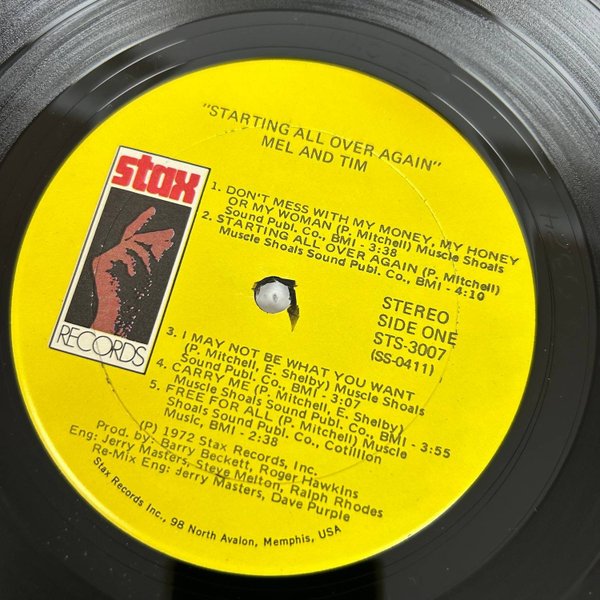 "STARTING ALL OVER AGAIN"
MEL AND TIM
stax
RECORDS
1. DON'T MESS WITH MY MONEY, MY HONEY
OR MY WOMAN (P. Mitchell) Muscle Shoals
Sound Publ. Co., BMI - 3:38
2. STARTING ALL OVER AGAIN (P. Mitchell)
Muscle Shoals Sound Publ. Co., BMI - 4:10
STEREO
SIDE ONE
STS-3007
(SS-0411)
3. I MAY NOT BE WHAT YOU WANT
(P. Mitchell, E. Shelby) Muscle Shoals
Sound Publ. Co., BMI - 3:07
4. CARRY ME (P. Mitchell, E. Shelby)
Muscle Shoals Sound Publ. Co., BMI - 3:55
5. FREE FOR ALL (P. Mitchell) Muscle
Shoals Sound Publ. Co., Cotillion
Music, BMI - 2:38
(P) 1972 Stax Records, Inc.
Prod. by: Barry Beckett, Roger Hawkins
Eng: Jerry Masters, Steve Melton, Ralph Rhodes
Re-Mix Eng: Jerry Masters, Dave Purple
Stax Records Inc., 98 North Avalon, Memphis, USA